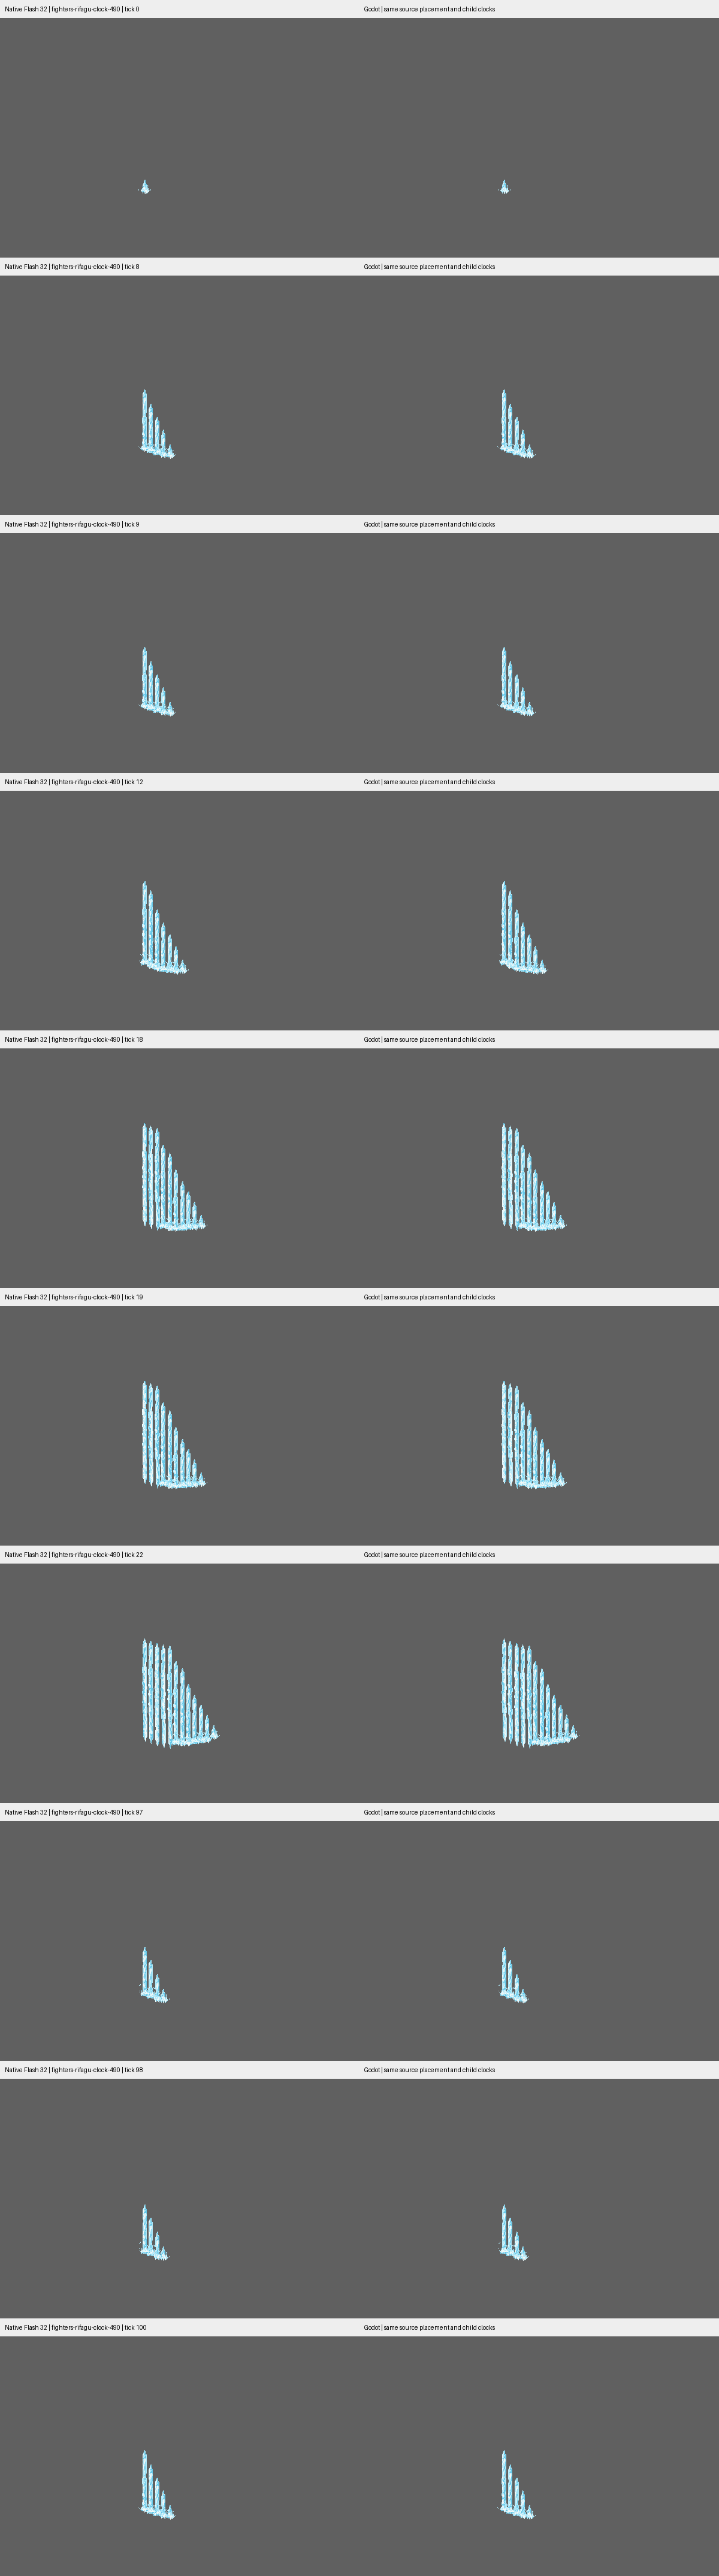 Native Flash 32 | fighters-rifagu-clock-490 | tick 0
Godot | same source placement and child clocks
Native Flash 32 | fighters-rifagu-clock-490 | tick 8
Godot | same source placement and child clocks
Native Flash 32 | fighters-rifagu-clock-490 | tick 9
Godot | same source placement and child clocks
Native Flash 32 | fighters-rifagu-clock-490 | tick 12
Godot | same source placement and child clocks
Native Flash 32 | fighters-rifagu-clock-490 | tick 18
Godot | same source placement and child clocks
Native Flash 32 | fighters-rifagu-clock-490 | tick 19
Godot | same source placement and child clocks
Native Flash 32 | fighters-rifagu-clock-490 | tick 22
Godot | same source placement and child clocks
Native Flash 32 | fighters-rifagu-clock-490 | tick 97
Godot | same source placement and child clocks
Native Flash 32 | fighters-rifagu-clock-490 | tick 98
Godot | same source placement and child clocks
Native Flash 32 | fighters-rifagu-clock-490 | tick 100
Godot | same source placement and child clocks